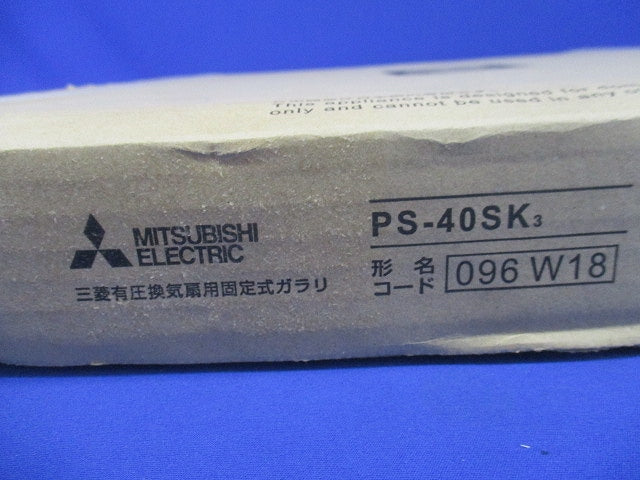 This appliance is designed for
only and cannot be used in any
MITSUBISHI
ELECTRIC
三菱有圧換気扇用固定式ガラリ
PS-40SK3
形名
コード
096 W18